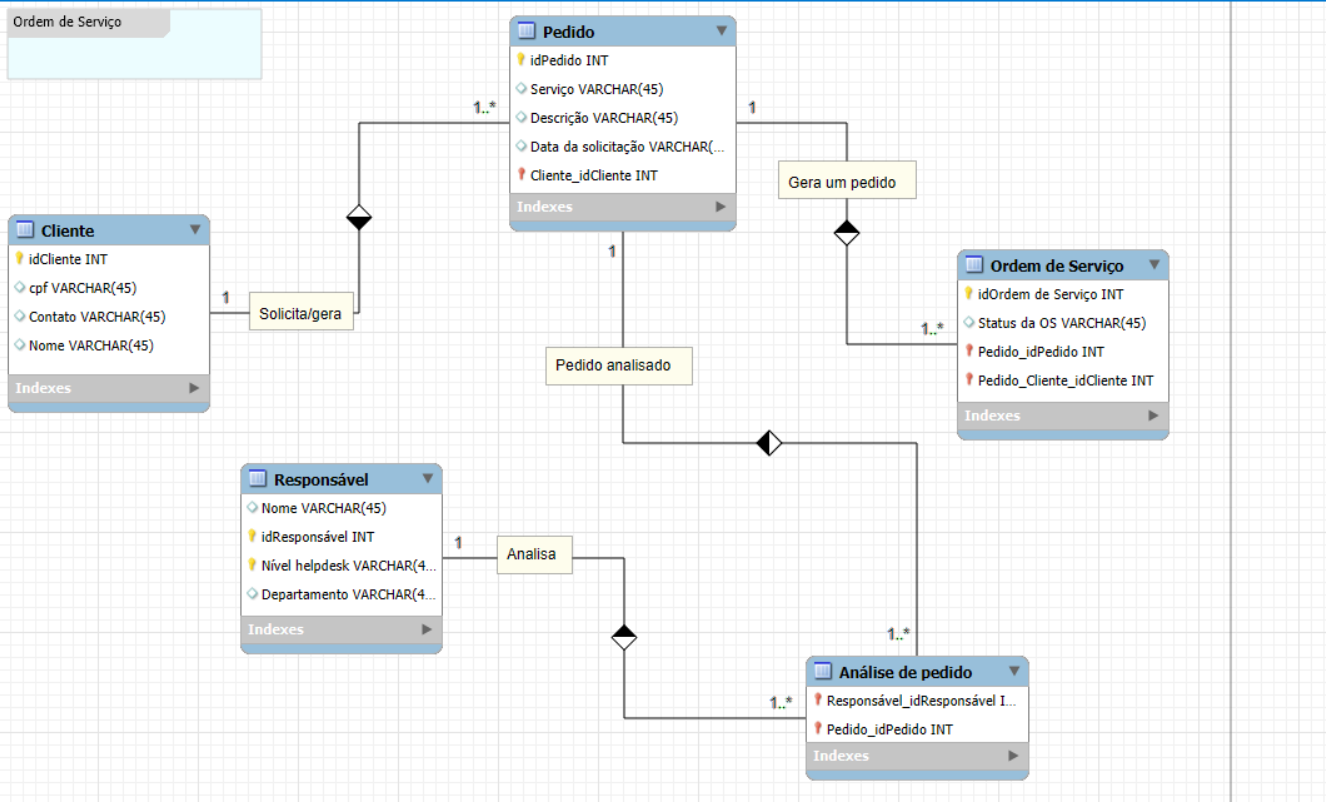 Ordem de Serviço
Pedido
idPedido INT
Serviço VARCHAR(45)
Descrição VARCHAR(45)
Data da solicitação VARCHAR(...
Cliente_idCliente INT
Indexes
1..*
1
1
Gera um pedido
Cliente
idCliente INT
cpf VARCHAR(45)
Contato VARCHAR(45)
Nome VARCHAR(45)
Indexes
1
Solicita/gera
Ordem de Serviço
idOrdem de Serviço INT
Status da OS VARCHAR(45)
Pedido_idPedido INT
Pedido_Cliente_idCliente INT
Indexes
1..*
Pedido analisado
Responsável
Nome VARCHAR(45)
idResponsável INT
Nível helpdesk VARCHAR(4...
Departamento VARCHAR(4...
Indexes
1
Analisa
1..*
1..*
Análise de pedido
Responsável_idResponsável I...
Pedido_idPedido INT
Indexes